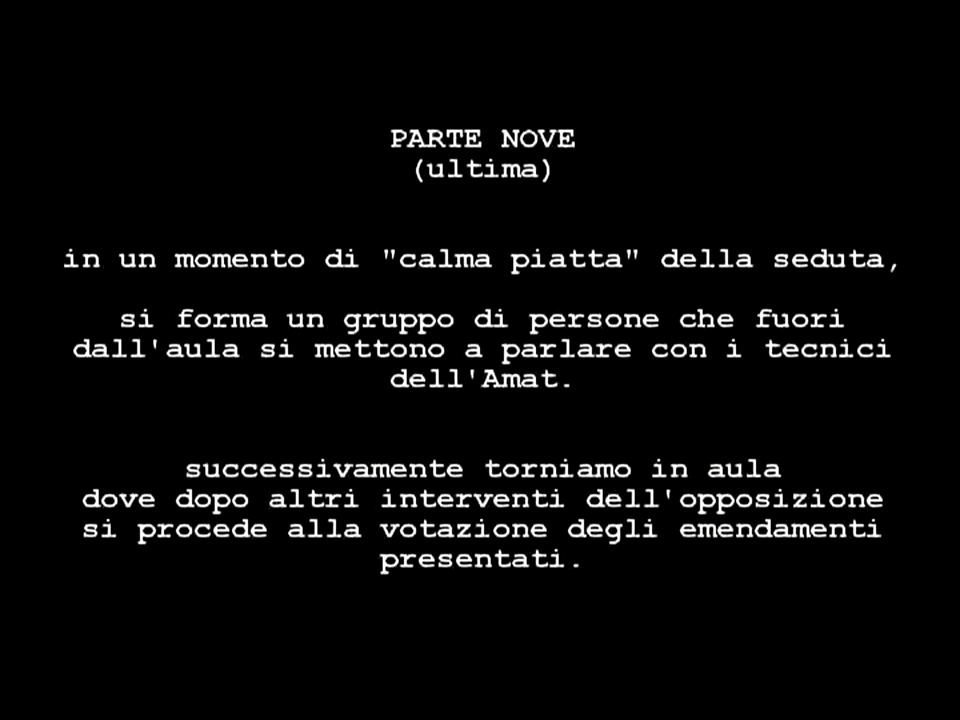 PARTE NOVE
(ultima)
in un momento di "calma piatta" della seduta,
si forma un gruppo di persone che fuori
dall'aula si mettono a parlare con i tecnici
dell'Amat.
successivamente torniamo in aula
dove dopo altri interventi dell'opposizione
si procede alla votazione degli emendamenti
presentati.